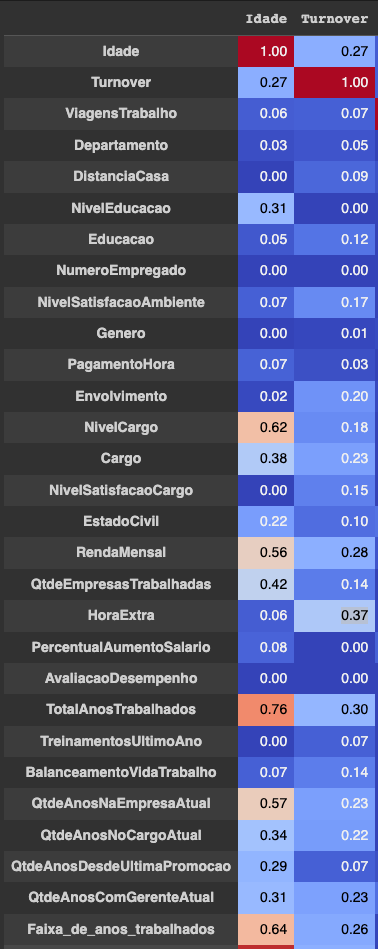 Idade Turnover
Idade 1.00 0.27
Turnover 0.27 1.00
ViagensTrabalho 0.06 0.07
Departamento 0.03 0.05
DistanciaCasa 0.00 0.09
NivelEducacao 0.31 0.00
Educacao 0.05 0.12
NumeroEmpregado 0.00 0.00
NivelSatisfacaoAmbiente 0.07 0.17
Genero 0.00 0.01
PagamentoHora 0.07 0.03
Envolvimento 0.02 0.20
NivelCargo 0.62 0.18
Cargo 0.38 0.23
NivelSatisfacaoCargo 0.00 0.15
EstadoCivil 0.22 0.10
RendaMensal 0.56 0.28
QtdeEmpresasTrabalhadas 0.42 0.14
HoraExtra 0.06 0.37
PercentualAumentoSalario 0.08 0.00
AvaliacaoDesempenho 0.00 0.00
TotalAnosTrabalhados 0.76 0.30
TreinamentosUltimoAno 0.00 0.07
BalanceamentoVidaTrabalho 0.07 0.14
QtdeAnosNaEmpresaAtual 0.57 0.23
QtdeAnosNoCargoAtual 0.34 0.22
QtdeAnosDesdeUltimaPromocao 0.29 0.07
QtdeAnosComGerenteAtual 0.31 0.23
Faixa_de_anos_trabalhados 0.64 0.26